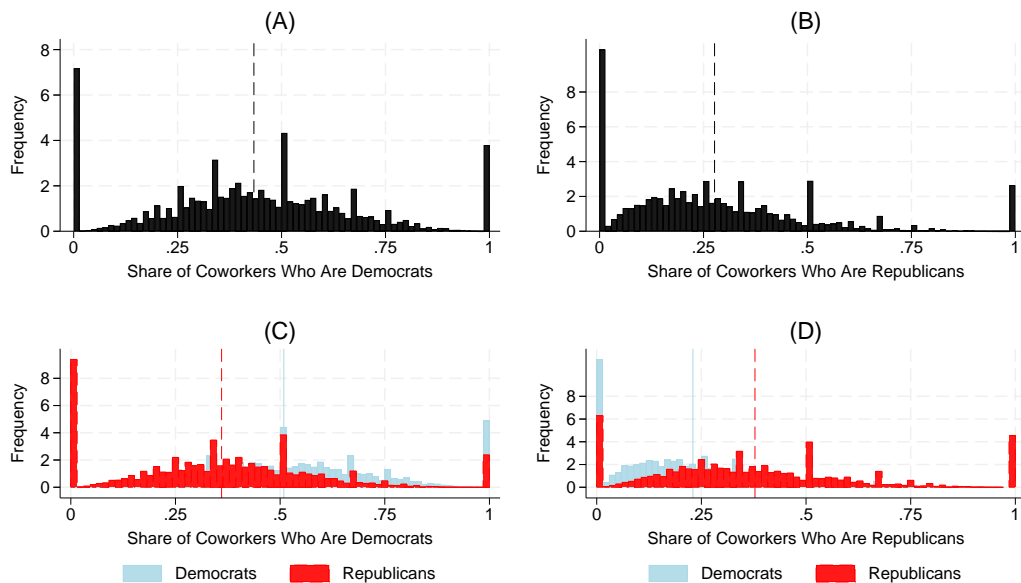 (A)
Frequency
8
6
4
2
0
0 .25 .5 .75 1
Share of Coworkers Who Are Democrats
(B)
Frequency
8
6
4
2
0
0 .25 .5 .75 1
Share of Coworkers Who Are Republicans
(C)
Frequency
8
6
4
2
0
0 .25 .5 .75 1
Share of Coworkers Who Are Democrats
Democrats Republicans
(D)
Frequency
8
6
4
2
0
0 .25 .5 .75 1
Share of Coworkers Who Are Republicans
Democrats Republicans